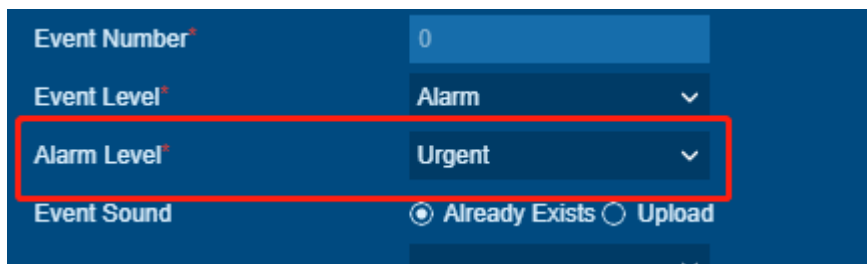 Event Number* 0
Event Level* Alarm
Alarm Level* Urgent
Event Sound Already Exists Upload